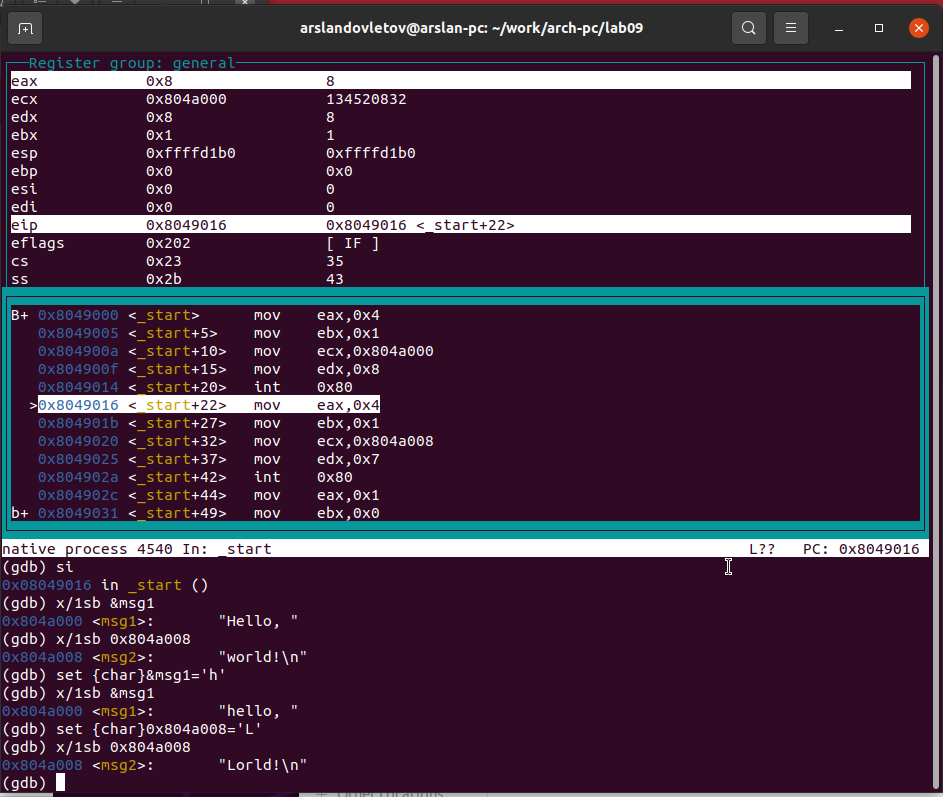 arslandovletov@arslan-pc: ~/work/arch-pc/lab09
Register group: general
eax 0x8 8
ecx 0x804a000 134520832
edx 0x8 8
ebx 0x1 1
esp 0xffffd1b0 0xffffd1b0
ebp 0x0 0x0
esi 0x0 0
edi 0x0 0
eip 0x8049016 0x8049016 <_start+22>
eflags 0x202 [ IF ]
cs 0x23 35
ss 0x2b 43
B+ 0x8049000 <_start> mov eax,0x4
0x8049005 <_start+5> mov ebx,0x1
0x804900a <_start+10> mov ecx,0x804a000
0x804900f <_start+15> mov edx,0x8
0x8049014 <_start+20> int 0x80
>0x8049016 <_start+22> mov eax,0x4
0x804901b <_start+27> mov ebx,0x1
0x8049020 <_start+32> mov ecx,0x804a008
0x8049025 <_start+37> mov edx,0x7
0x804902a <_start+42> int 0x80
0x804902c <_start+44> mov eax,0x1
b+ 0x8049031 <_start+49> mov ebx,0x0
native process 4540 In: _start L?? PC: 0x8049016
(gdb) si
0x08049016 in _start ()
(gdb) x/1sb &msg1
0x804a000 <msg1>: "Hello, "
(gdb) x/1sb 0x804a008
0x804a008 <msg2>: "world!\n"
(gdb) set {char}&msg1='h'
(gdb) x/1sb &msg1
0x804a000 <msg1>: "hello, "
(gdb) set {char}0x804a008='L'
(gdb) x/1sb 0x804a008
0x804a008 <msg2>: "Lorld!\n"
(gdb)